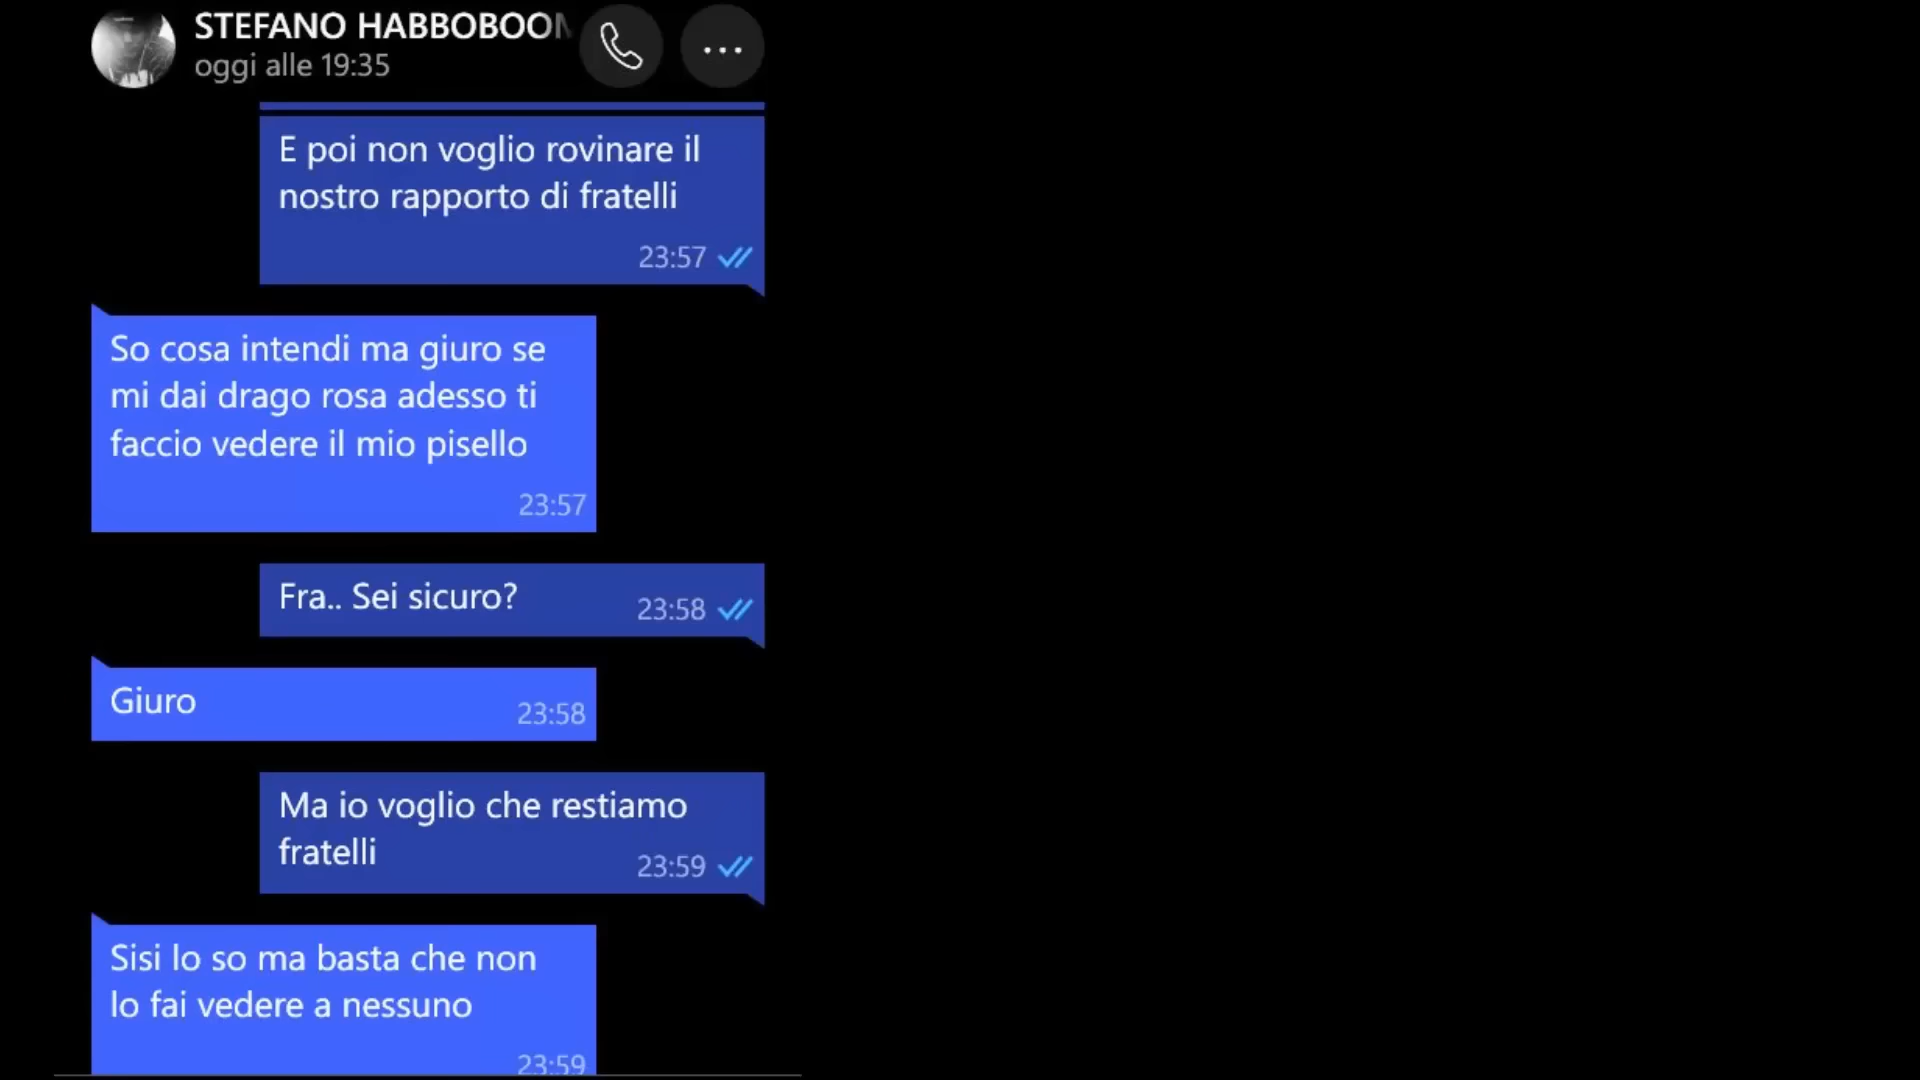 STEFANO HABBOBOOM
oggi alle 19:35
E poi non voglio rovinare il
nostro rapporto di fratelli
23:57
So cosa intendi ma giuro se
mi dai drago rosa adesso ti
faccio vedere il mio pisello
23:57
Fra.. Sei sicuro?
23:58
Giuro
23:58
Ma io voglio che restiamo
fratelli
23:59
Sisi lo so ma basta che non
lo fai vedere a nessuno
23:59